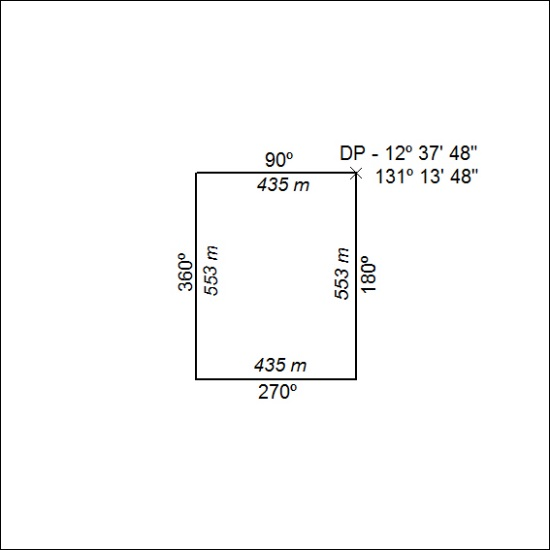 90º
DP - 12º 37' 48"
131º 13' 48"
435 m
360º
553 m
553 m
180º
435 m
270º